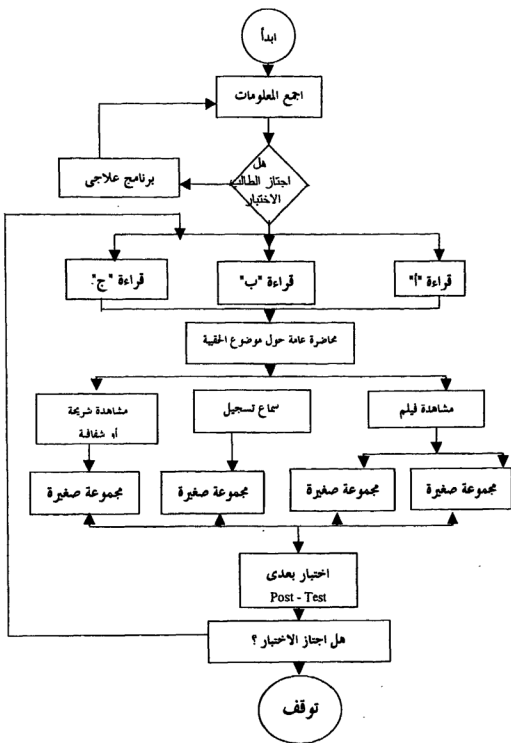 ابدأ
اجمع المعلومات
هل
اجتاز الطالب
الاختبار
برنامج علاجى
قراءة "أ"
قراءة "ب"
قراءة "ج".
محاضرة عامة حول موضوع الحقيبة
مشاهدة فيلم
سماع تسجيل
مشاهدة شريحة
أو شفافية
مجموعة صغيرة
مجموعة صغيرة
مجموعة صغيرة
مجموعة صغيرة
اختبار بعدى
Post - Test
هل اجتاز الاختبار ؟
توقف